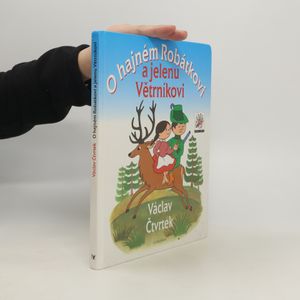 O hajném Robátkovi
a jelenu
Větrníkovi
Václav
Čtvrtek
Václav Čtvrtek O hajném Robátkovi a jelenu Větrníkovi